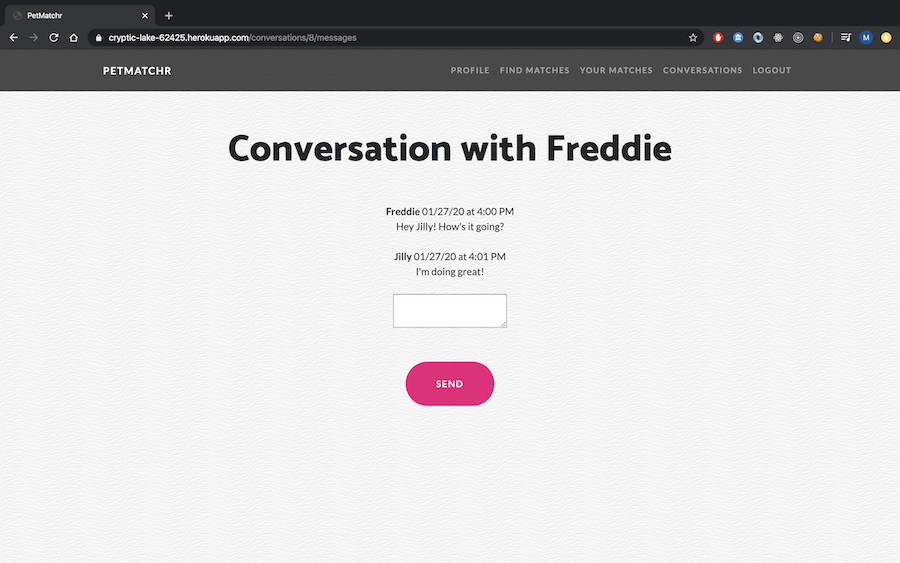 PetMatchr
cryptic-lake-62425.herokuapp.com/conversations/8/messages
M
PETMATCHR
PROFILE FIND MATCHES YOUR MATCHES CONVERSATIONS LOGOUT
Conversation with Freddie
Freddie 01/27/20 at 4:00 PM
Hey Jilly! How's it going?
Jilly 01/27/20 at 4:01 PM
I'm doing great!
SEND